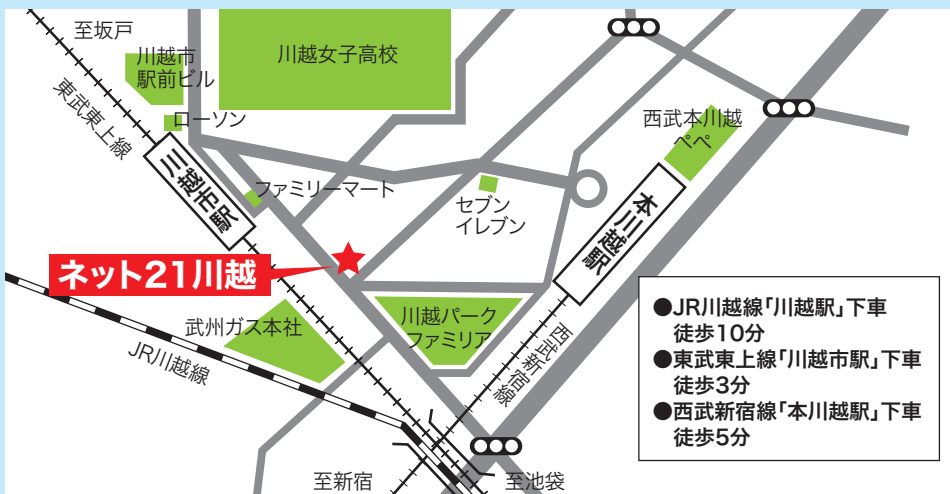 至坂戸
川越市
駅前ビル
川越女子高校
東武東上線
ローソン
西武本川越
ペペ
三越市駅
ファミリーマート
セブン
イレブン
本川越駅
ネット21川越
武州ガス本社
川越パーク
ファミリア
JR川越線
西武新宿線
●JR川越線「川越駅」下車
徒歩10分
●東武東上線「川越市駅」下車
徒歩3分
●西武新宿線「本川越駅」下車
徒歩5分
至新宿
至池袋